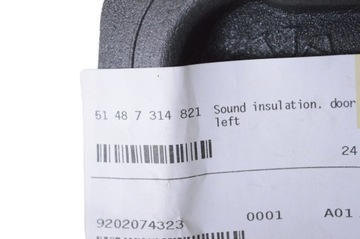 51 48 7 314 821 Sound insulation. door
left
24
9202074323 0001 A01